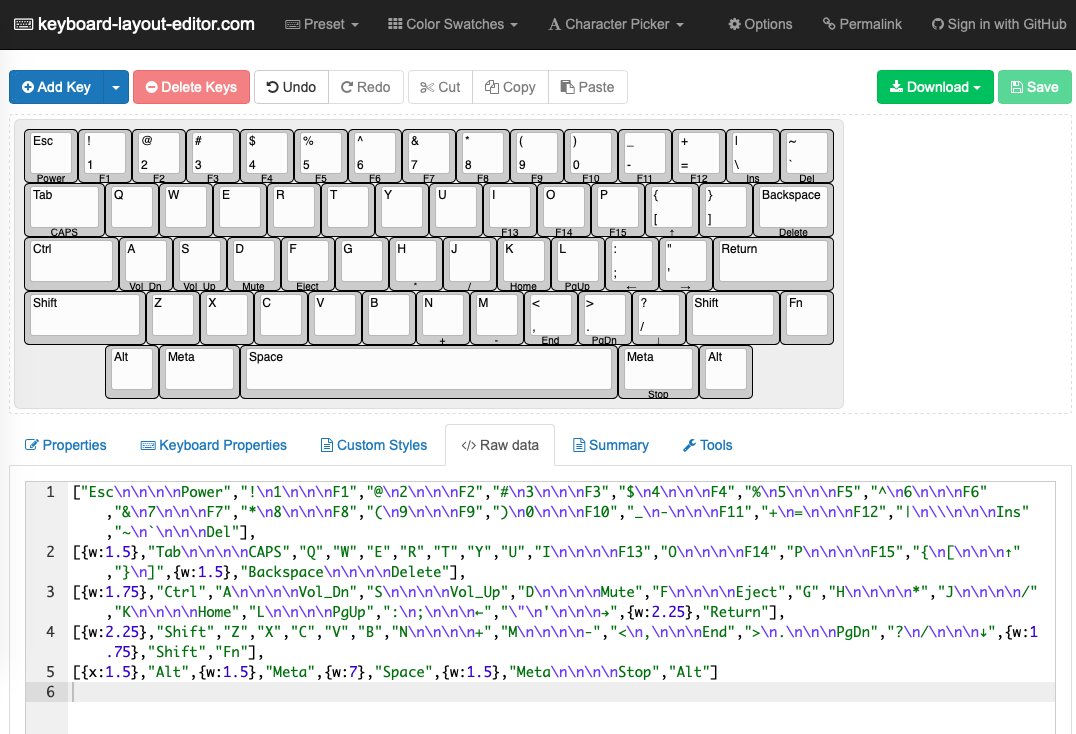 keyboard-layout-editor.com Preset Color Swatches Character Picker Options Permalink Sign in with GitHub
Add Key Delete Keys Undo Redo Cut Copy Paste Download Save
Esc ! @ # $ % ^ & * ( ) _ + | ~
1 2 3 4 5 6 7 8 9 0 - = \ `
Power F1 F2 F3 F4 F5 F6 F7 F8 F9 F10 F11 F12 Ins Del
Tab Q W E R T Y U I O P { } Backspace
[ ]
CAPS F13 F14 F15 ↑ Delete
Ctrl A S D F G H J K L : " Return
; '
Vol_Dn Vol_Up Mute Eject * / Home PgUp ← →
Shift Z X C V B N M < > ? Shift Fn
, . /
+ - End PgDn ↓
Alt Meta Space Meta Alt
Stop
Properties Keyboard Properties Custom Styles </> Raw data Summary Tools
1 ["Esc\n\n\n\nPower","!\n1\n\n\nF1","@\n2\n\n\nF2","#\n3\n\n\nF3","$\n4\n\n\nF4","%\n5\n\n\nF5","^\n6\n\n\nF6"
,"&\n7\n\n\nF7","*\n8\n\n\nF8","(\n9\n\n\nF9",")\n0\n\n\nF10","_\n-\n\n\nF11","+\n=\n\n\nF12","|\n\\\n\n\nIns"
,"~\n`\n\n\nDel"],
2 [{w:1.5},"Tab\n\n\n\nCAPS","Q","W","E","R","T","Y","U","I\n\n\n\nF13","O\n\n\n\nF14","P\n\n\n\nF15","{\n[\n\n\n↑"
,"}\n]",{w:1.5},"Backspace\n\n\n\nDelete"],
3 [{w:1.75},"Ctrl","A\n\n\n\nVol_Dn","S\n\n\n\nVol_Up","D\n\n\n\nMute","F\n\n\n\nEject","G","H\n\n\n\n*","J\n\n\n\n/"
,"K\n\n\n\nHome","L\n\n\n\nPgUp",":\n;\n\n\n←","\"\n'\n\n\n→",{w:2.25},"Return"],
4 [{w:2.25},"Shift","Z","X","C","V","B","N\n\n\n\n+","M\n\n\n\n-","<\n,\n\n\nEnd",">\n.\n\n\nPgDn","?\n/\n\n\n↓",{w:1
.75},"Shift","Fn"],
5 [{x:1.5},"Alt",{w:1.5},"Meta",{w:7},"Space",{w:1.5},"Meta\n\n\n\nStop","Alt"]
6